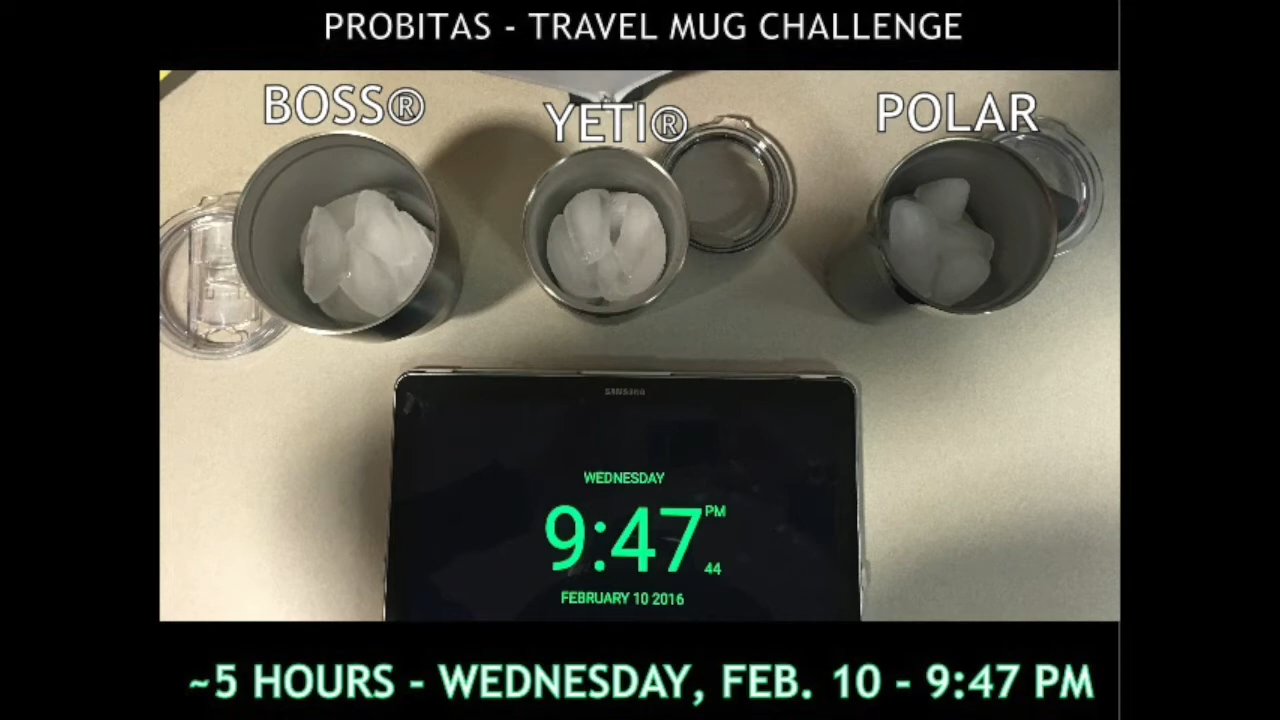 PROBITAS - TRAVEL MUG CHALLENGE
BOSS®
YETI®
POLAR
SAMSUNG
WEDNESDAY
9:47 PM
44
FEBRUARY 10 2016
~5 HOURS - WEDNESDAY, FEB. 10 - 9:47 PM